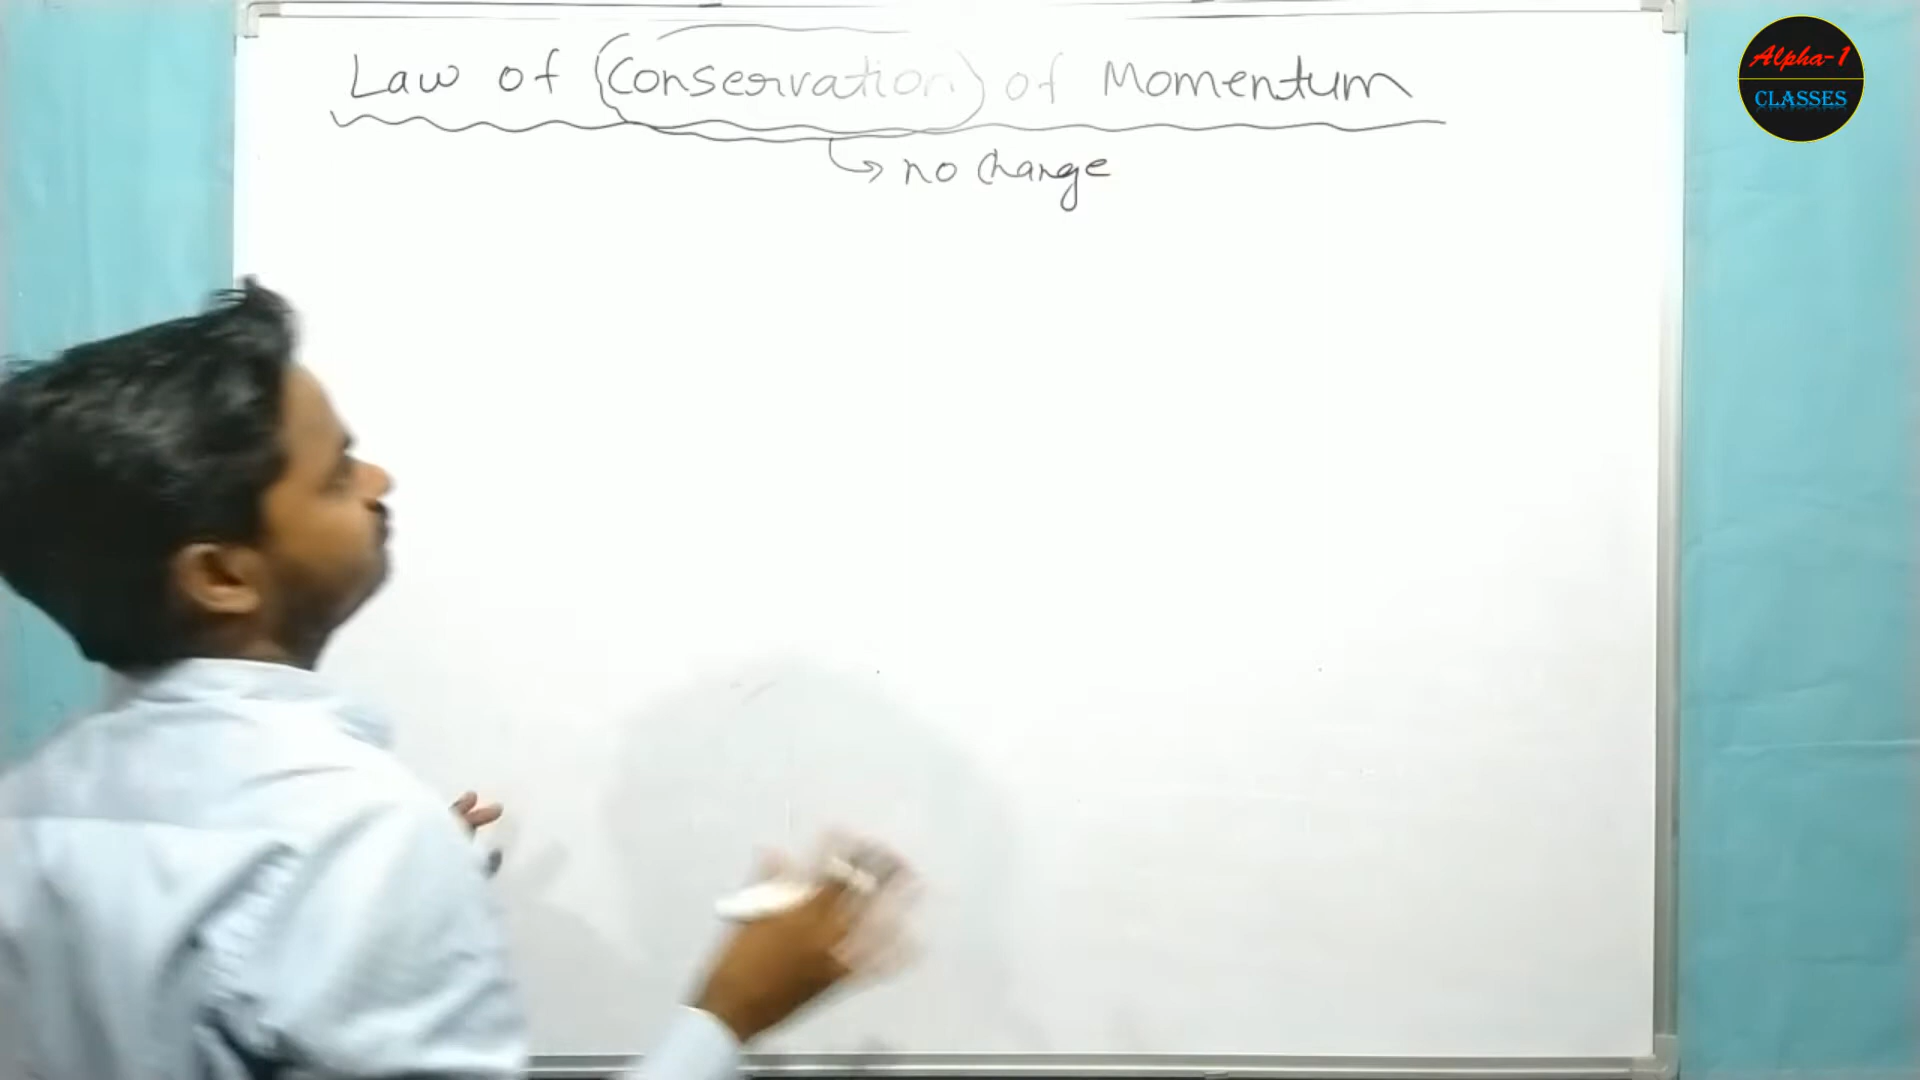 Law of (Conservation) of Momentum
↳ no change
Alpha-1
CLASSES